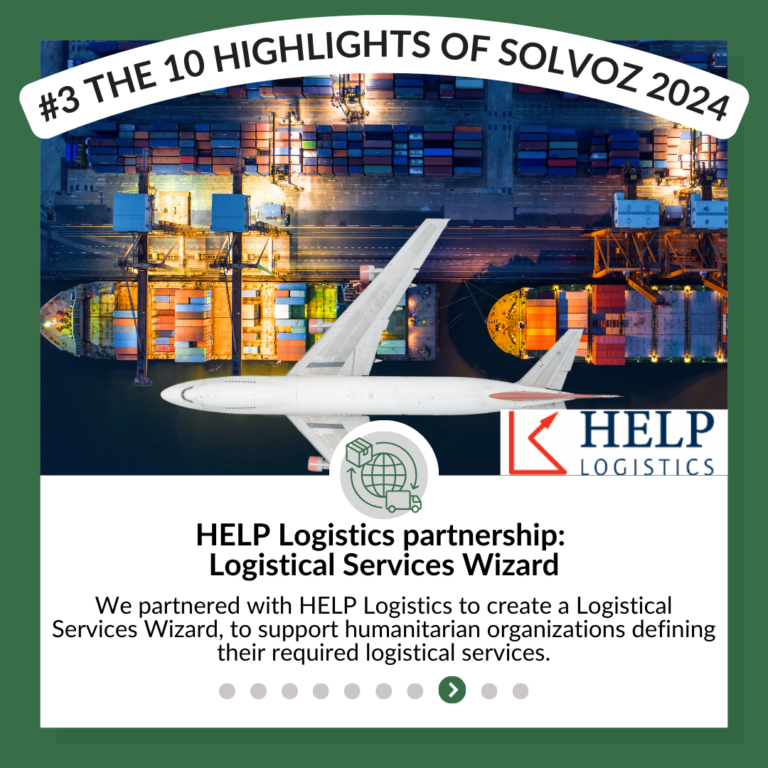 #3 THE 10 HIGHLIGHTS OF SOLVOZ 2024
HELP
LOGISTICS
HELP Logistics partnership:
Logistical Services Wizard
We partnered with HELP Logistics to create a Logistical
Services Wizard, to support humanitarian organizations defining
their required logistical services.